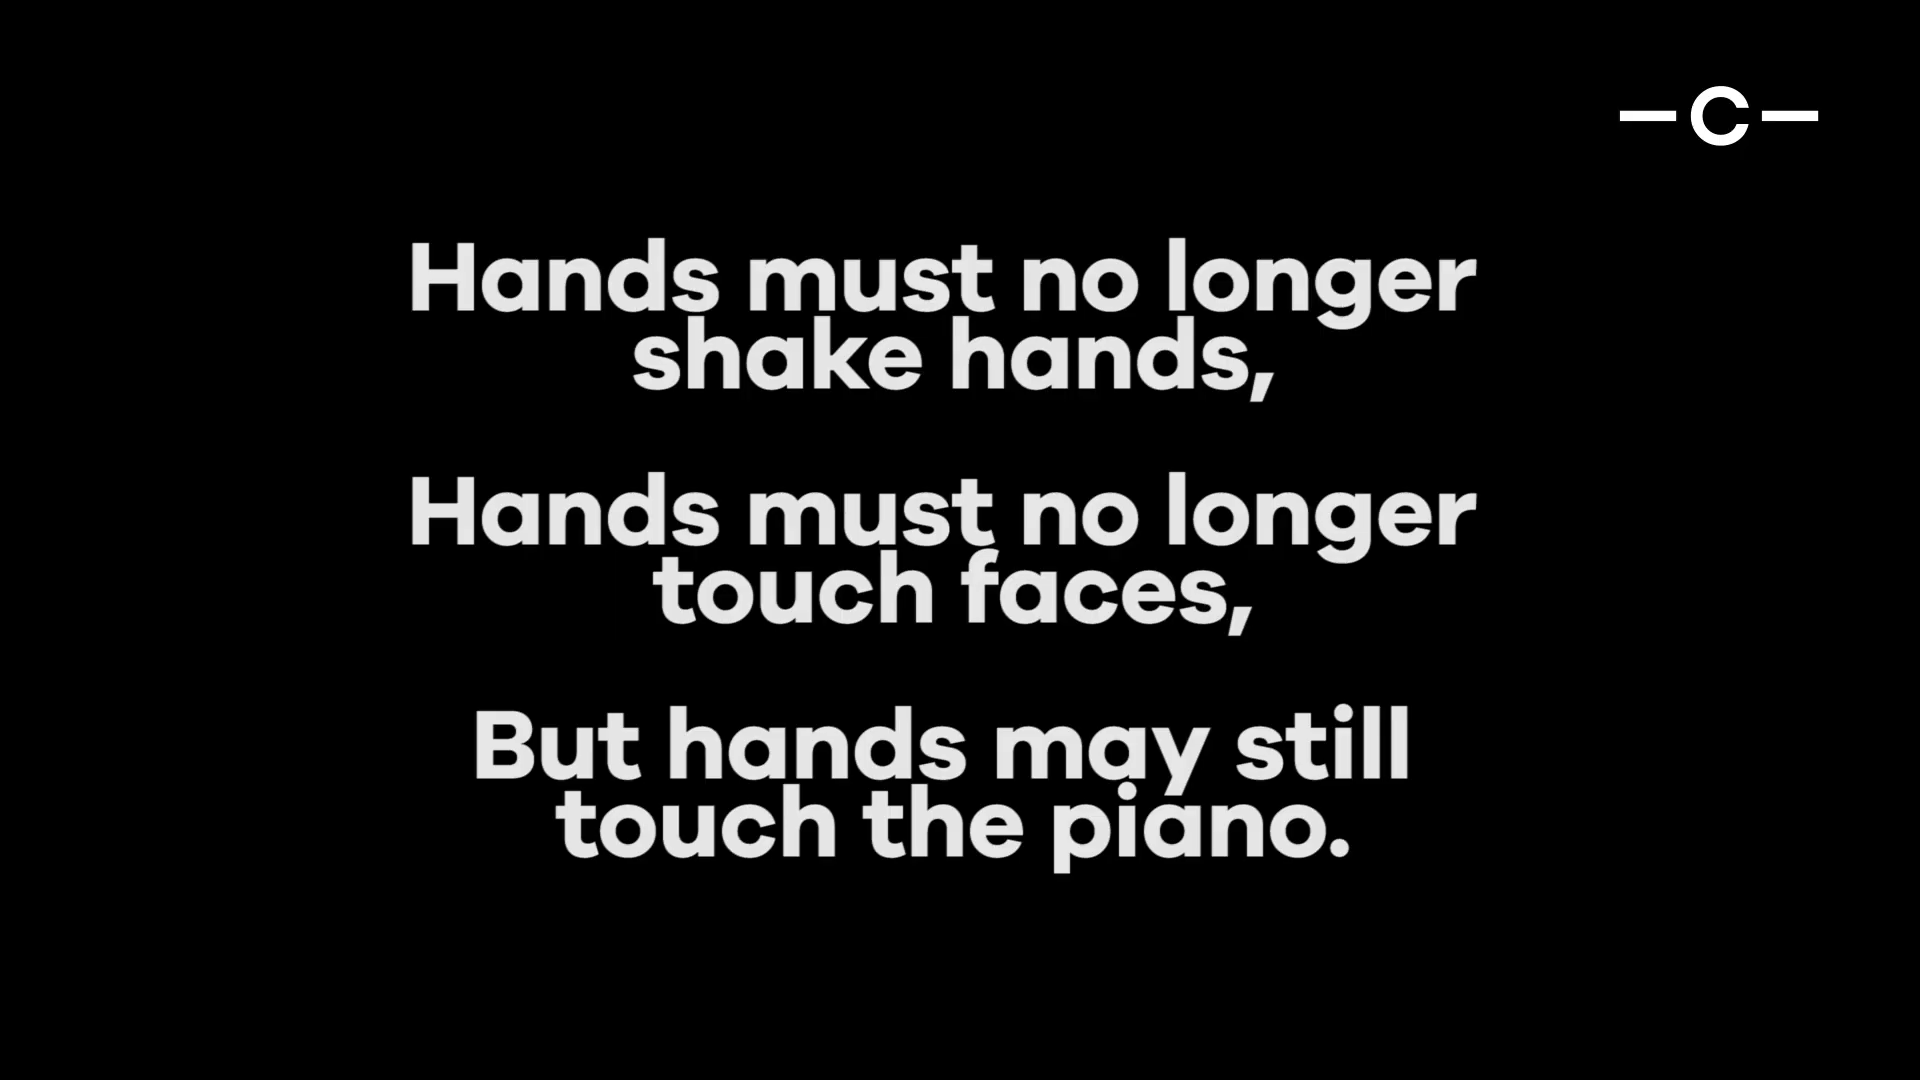 —C—
Hands must no longer
shake hands,
Hands must no longer
touch faces,
But hands may still
touch the piano.